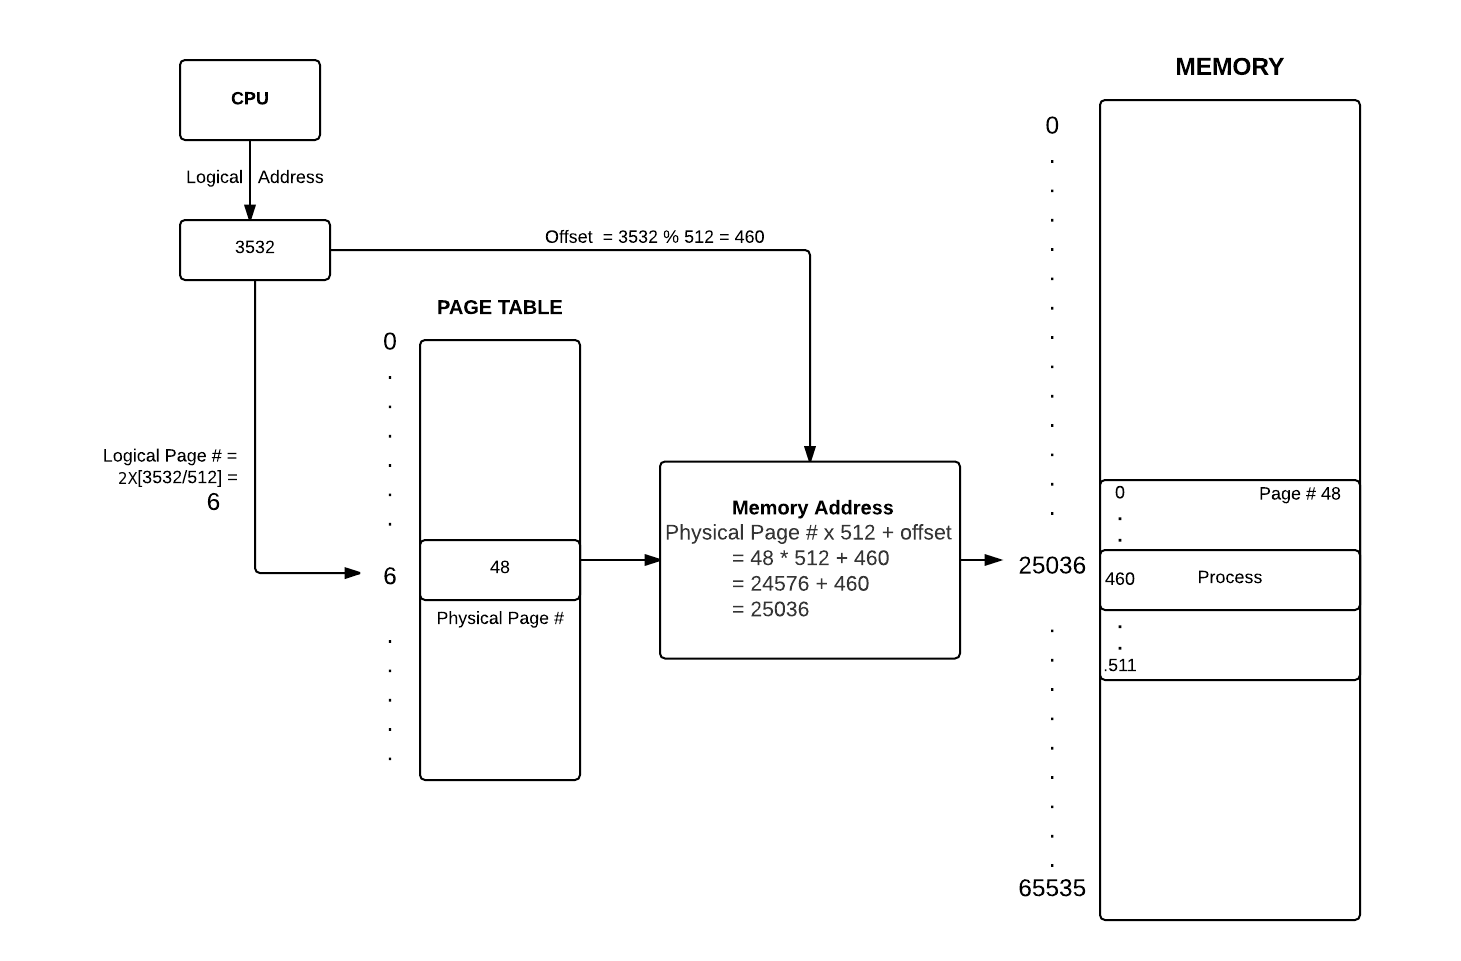 MEMORY
CPU
0
Logical Address
3532
Offset = 3532 % 512 = 460
PAGE TABLE
0
Logical Page # =
2X[3532/512] =
6
6
48
Physical Page #
Memory Address
Physical Page # x 512 + offset
= 48 * 512 + 460
= 24576 + 460
= 25036
0
Page # 48
25036
460
Process
.511
65535